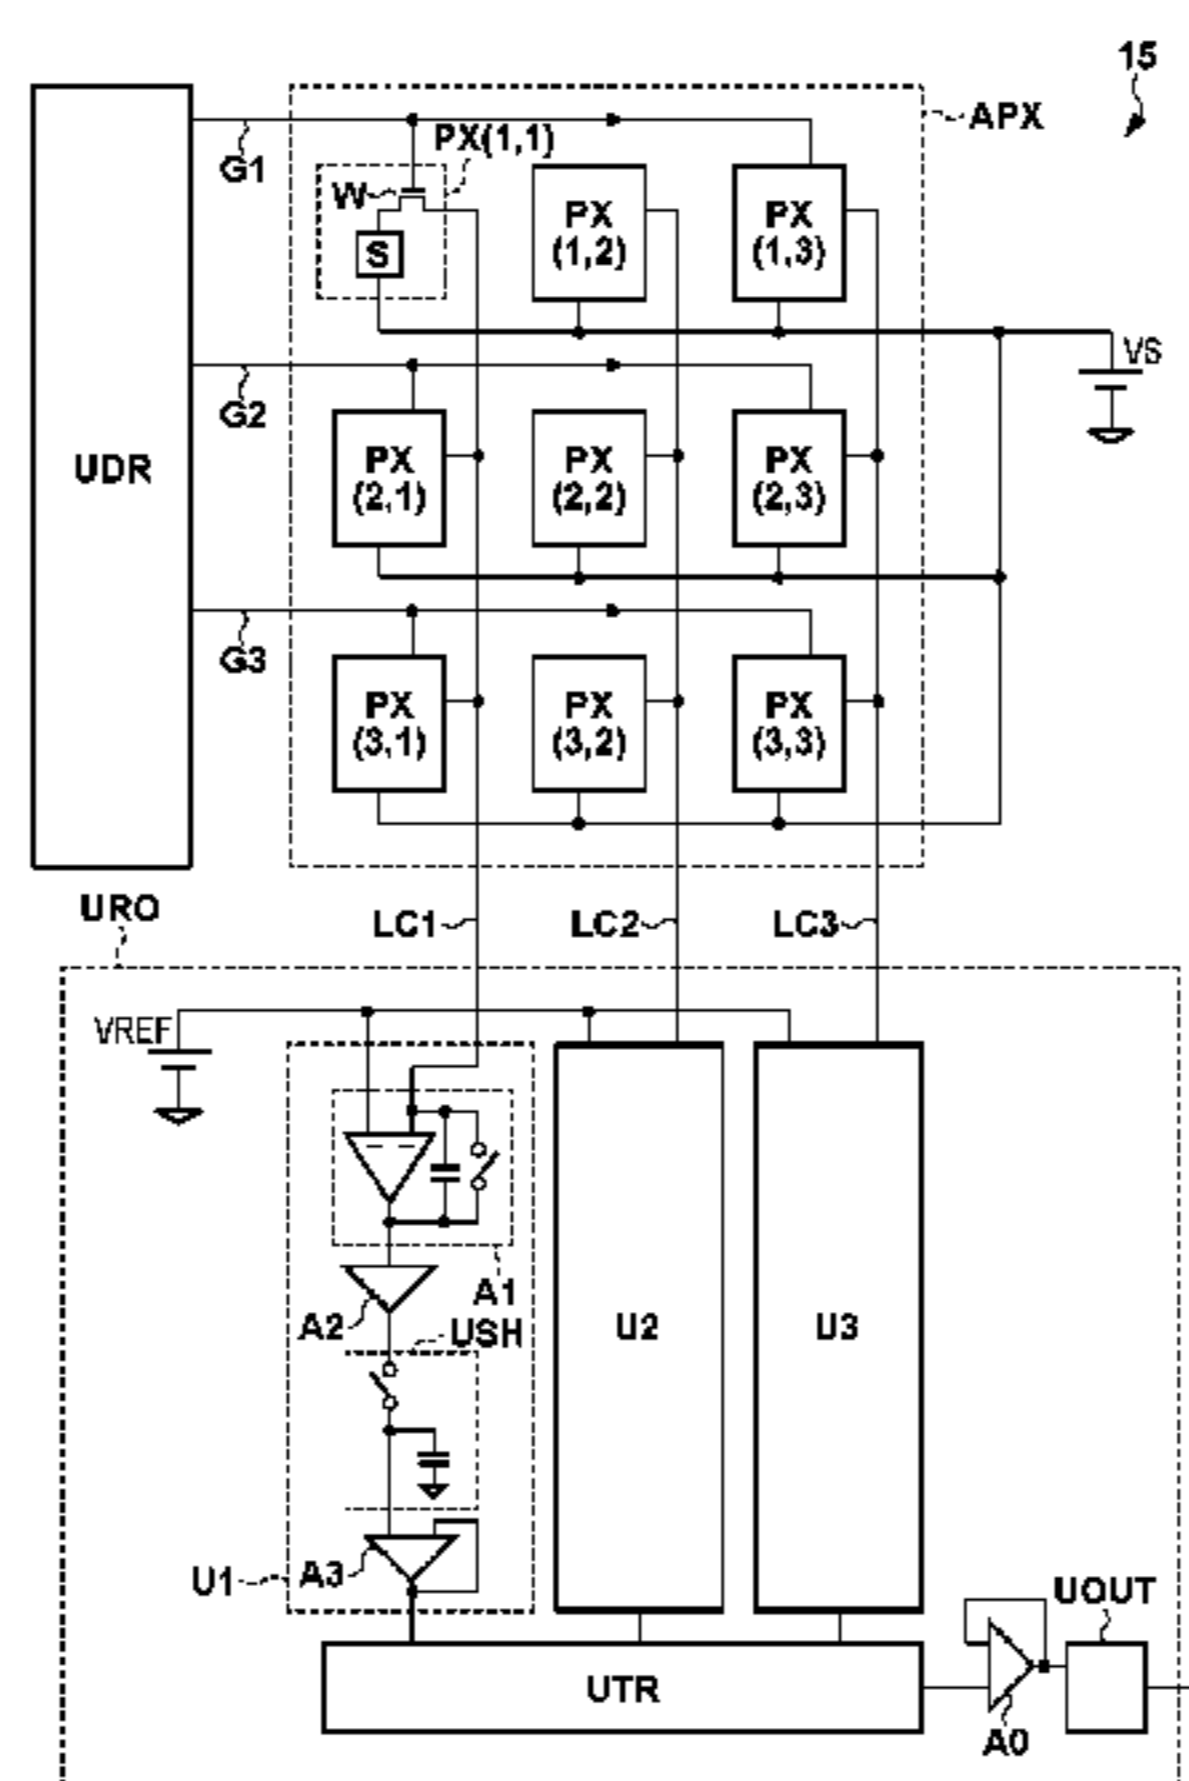 15
APX
G1
PX(1,1)
W
S
PX
(1,2)
PX
(1,3)
VS
G2
UDR
PX
(2,1)
PX
(2,2)
PX
(2,3)
G3
PX
(3,1)
PX
(3,2)
PX
(3,3)
URO
LC1
LC2
LC3
VREF
A1
A2
USH
U2
U3
U1
A3
UOUT
UTR
A0